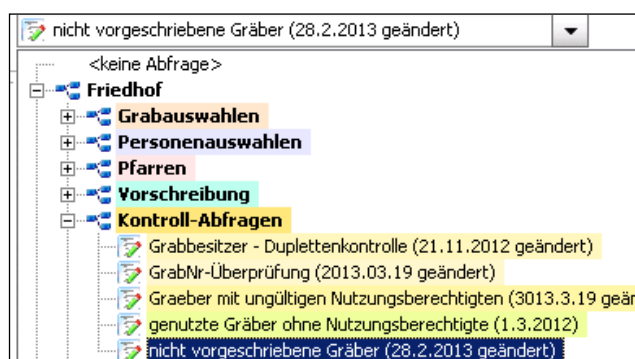 nicht vorgeschriebene Gräber (28.2.2013 geändert)
<keine Abfrage>
Friedhof
Grabauswahlen
Personenauswahlen
Pfarren
Vorschreibung
Kontroll-Abfragen
Grabbesitzer - Duplettenkontrolle (21.11.2012 geändert)
GrabNr-Überprüfung (2013.03.19 geändert)
Graeber mit ungültigen Nutzungsberechtigten (3013.3.19 geär
genutzte Gräber ohne Nutzungsberechtigte (1.3.2012)
nicht vorgeschriebene Gräber (28.2.2013 geändert)